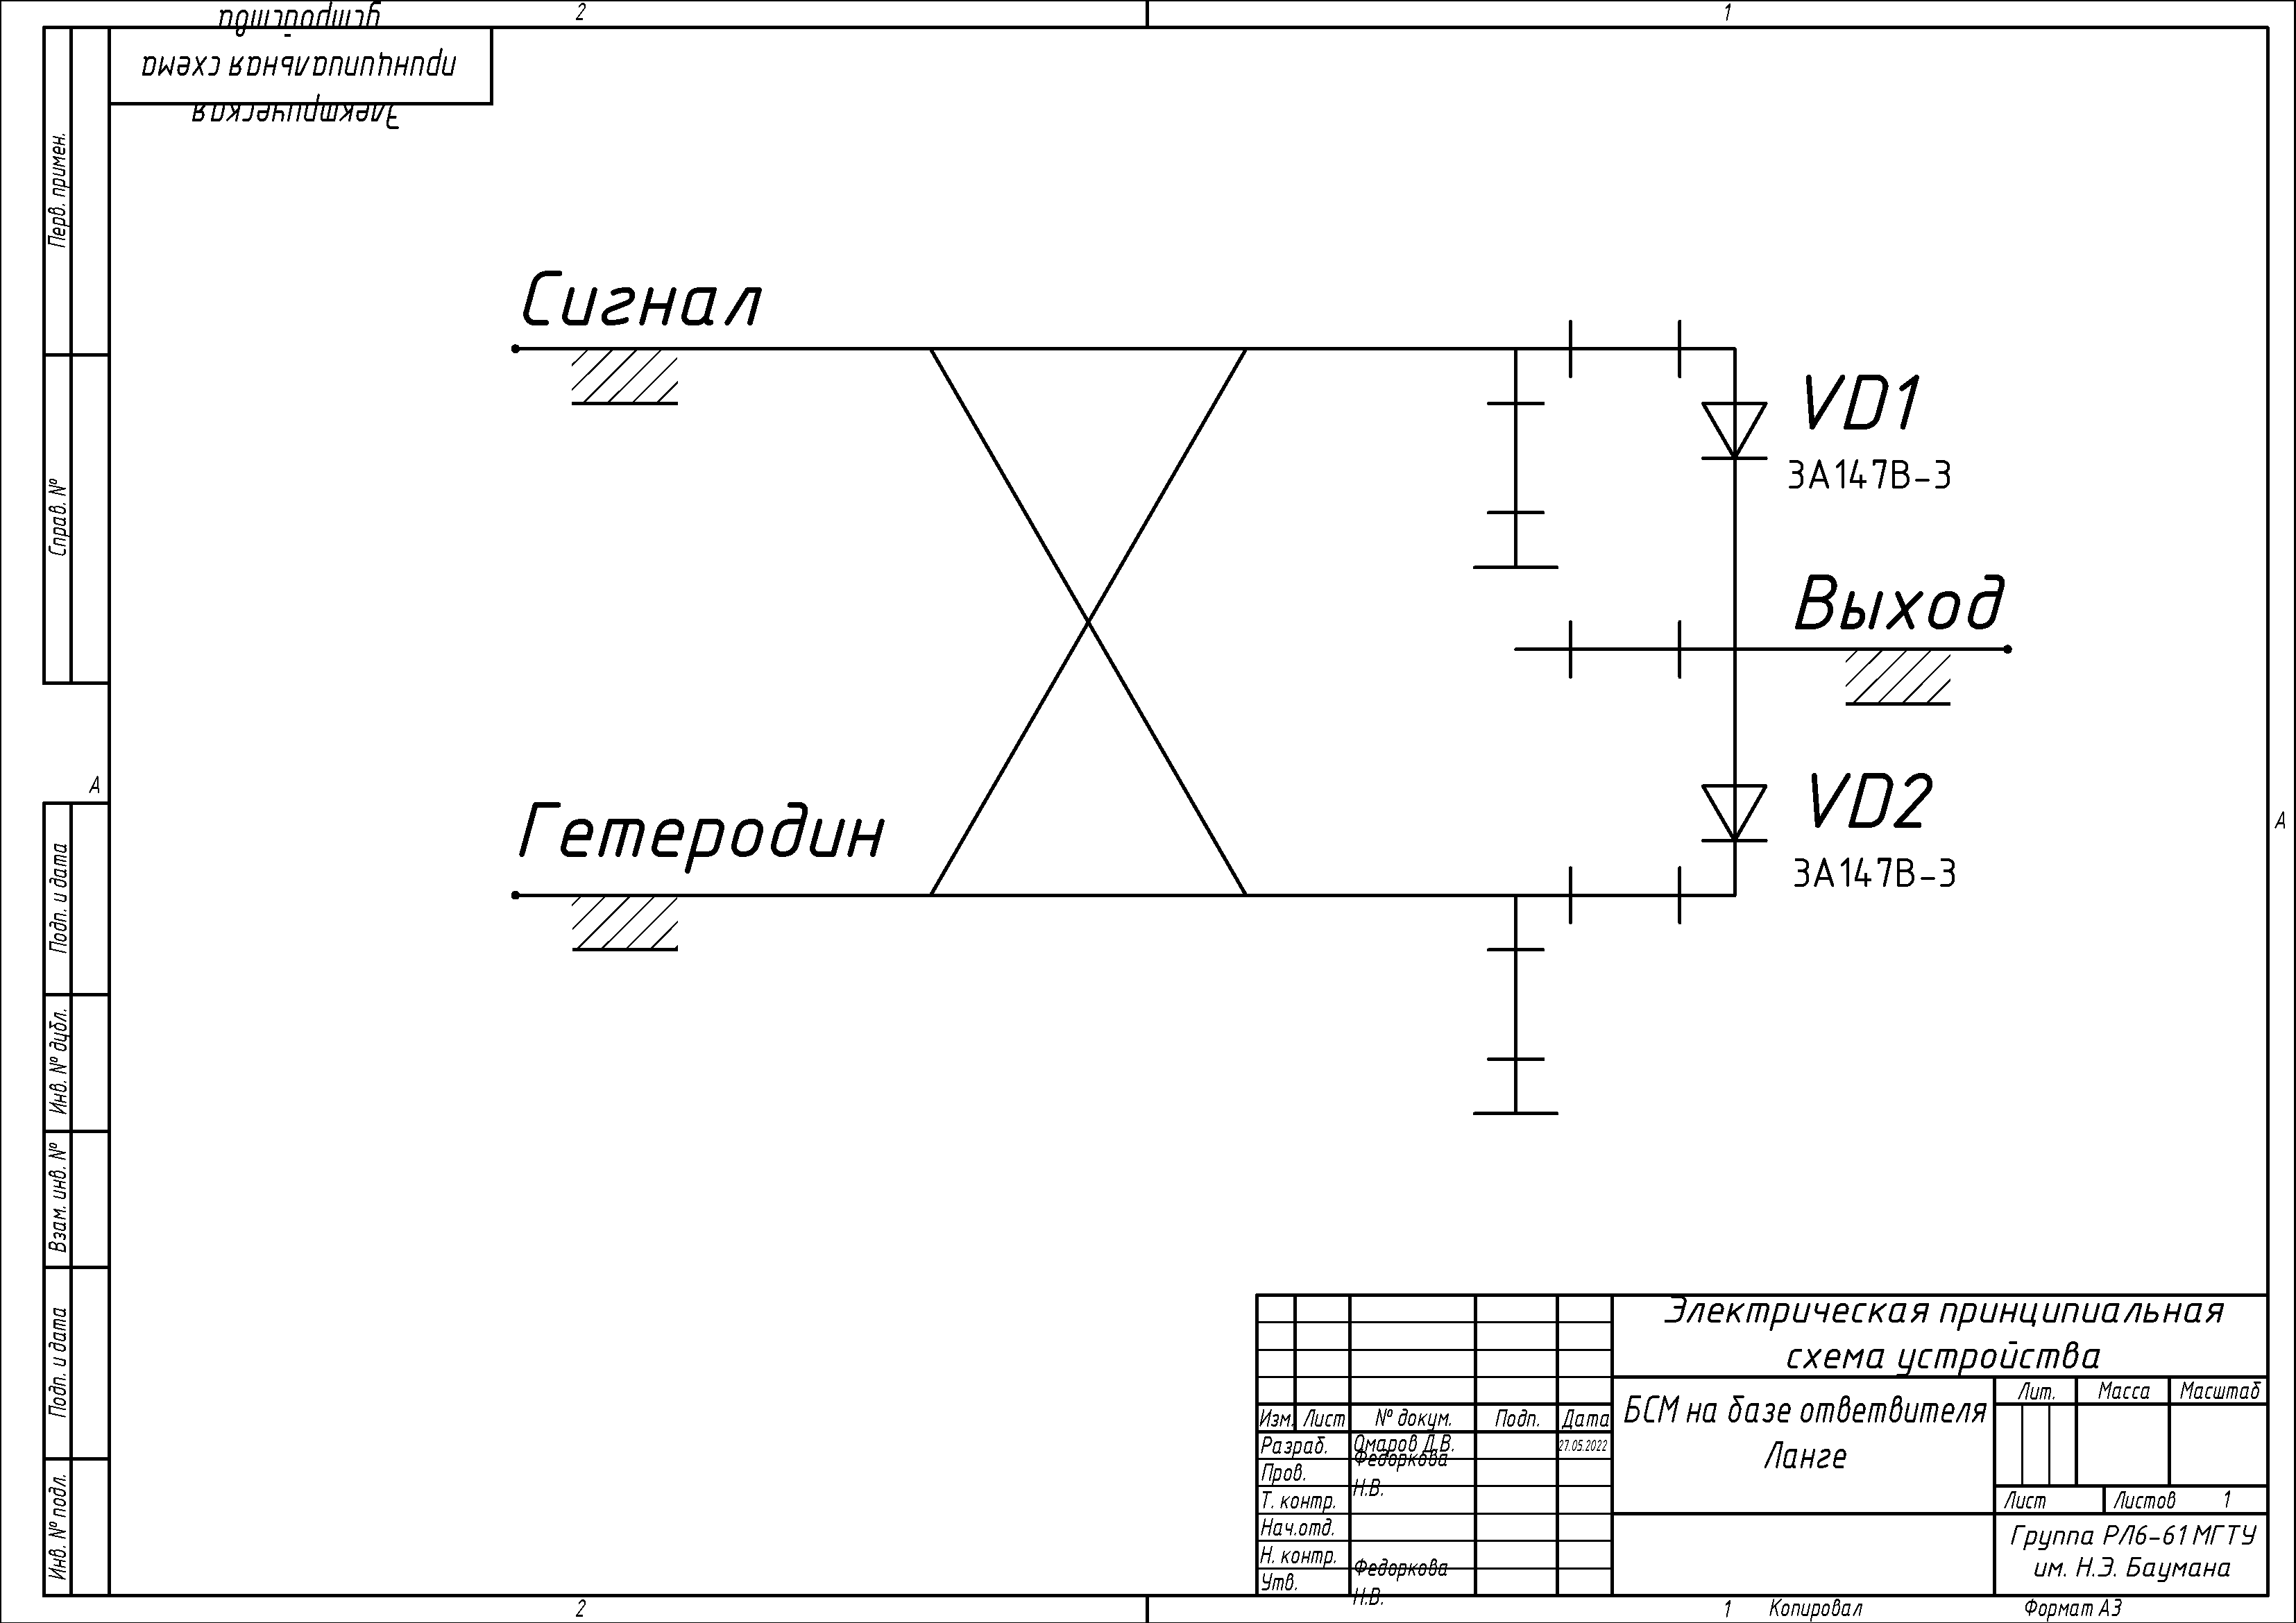 2
1
Электрическая
принципиальная схема
устройства
Перв. примен.
Справ. №
Сигнал
VD1
3А147В-3
Выход
Гетеродин
VD2
3А147В-3
А
А
Подп. и дата
Инв. № дубл.
Взам. инв. №
Подп. и дата
Инв. № подл.
Электрическая принципиальная
схема устройства
Изм. Лист № докум. Подп. Дата
Разраб. Омаров Д.В. 27.05.2022
Пров. Федоркова
Н.В.
Т. контр.
Нач.отд.
Н. контр.
Утв. Федоркова
Н.В.
БСМ на базе ответвителя
Ланге
Лит. Масса Масштаб
Лист Листов 1
Группа РЛ6-61 МГТУ
им. Н.Э. Баумана
2
1 Копировал Формат А3